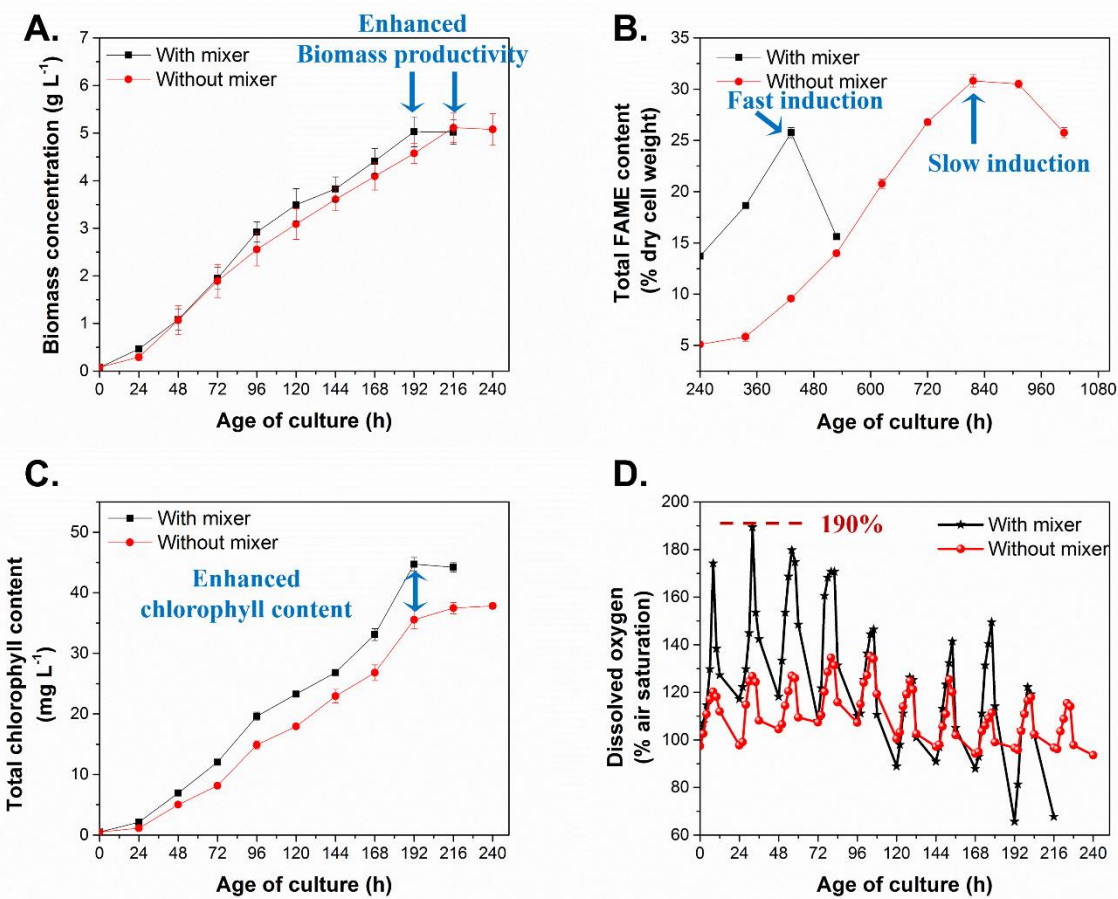 A.
Enhanced
Biomass productivity
With mixer
Without mixer
Biomass concentration (g L⁻¹)
7
6
5
4
3
2
1
0
0 24 48 72 96 120 144 168 192 216 240
Age of culture (h)
B.
With mixer
Without mixer
Fast induction
Slow induction
Total FAME content
(% dry cell weight)
35
30
25
20
15
10
5
240 360 480 600 720 840 960 1080
Age of culture (h)
C.
With mixer
Without mixer
Enhanced
chlorophyll content
Total chlorophyll content
(mg L⁻¹)
50
40
30
20
10
0
0 24 48 72 96 120 144 168 192 216 240
Age of culture (h)
D.
190%
With mixer
Without mixer
Dissolved oxygen
(% air saturation)
200
180
160
140
120
100
80
60
0 24 48 72 96 120 144 168 192 216 240
Age of culture (h)